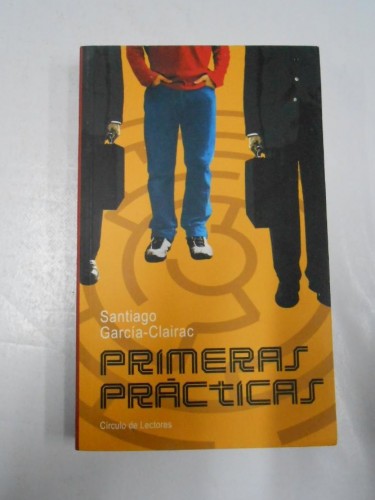 Santiago
García-Clairac
PRIMERAS
PRÁCTICAS
Círculo de Lectores